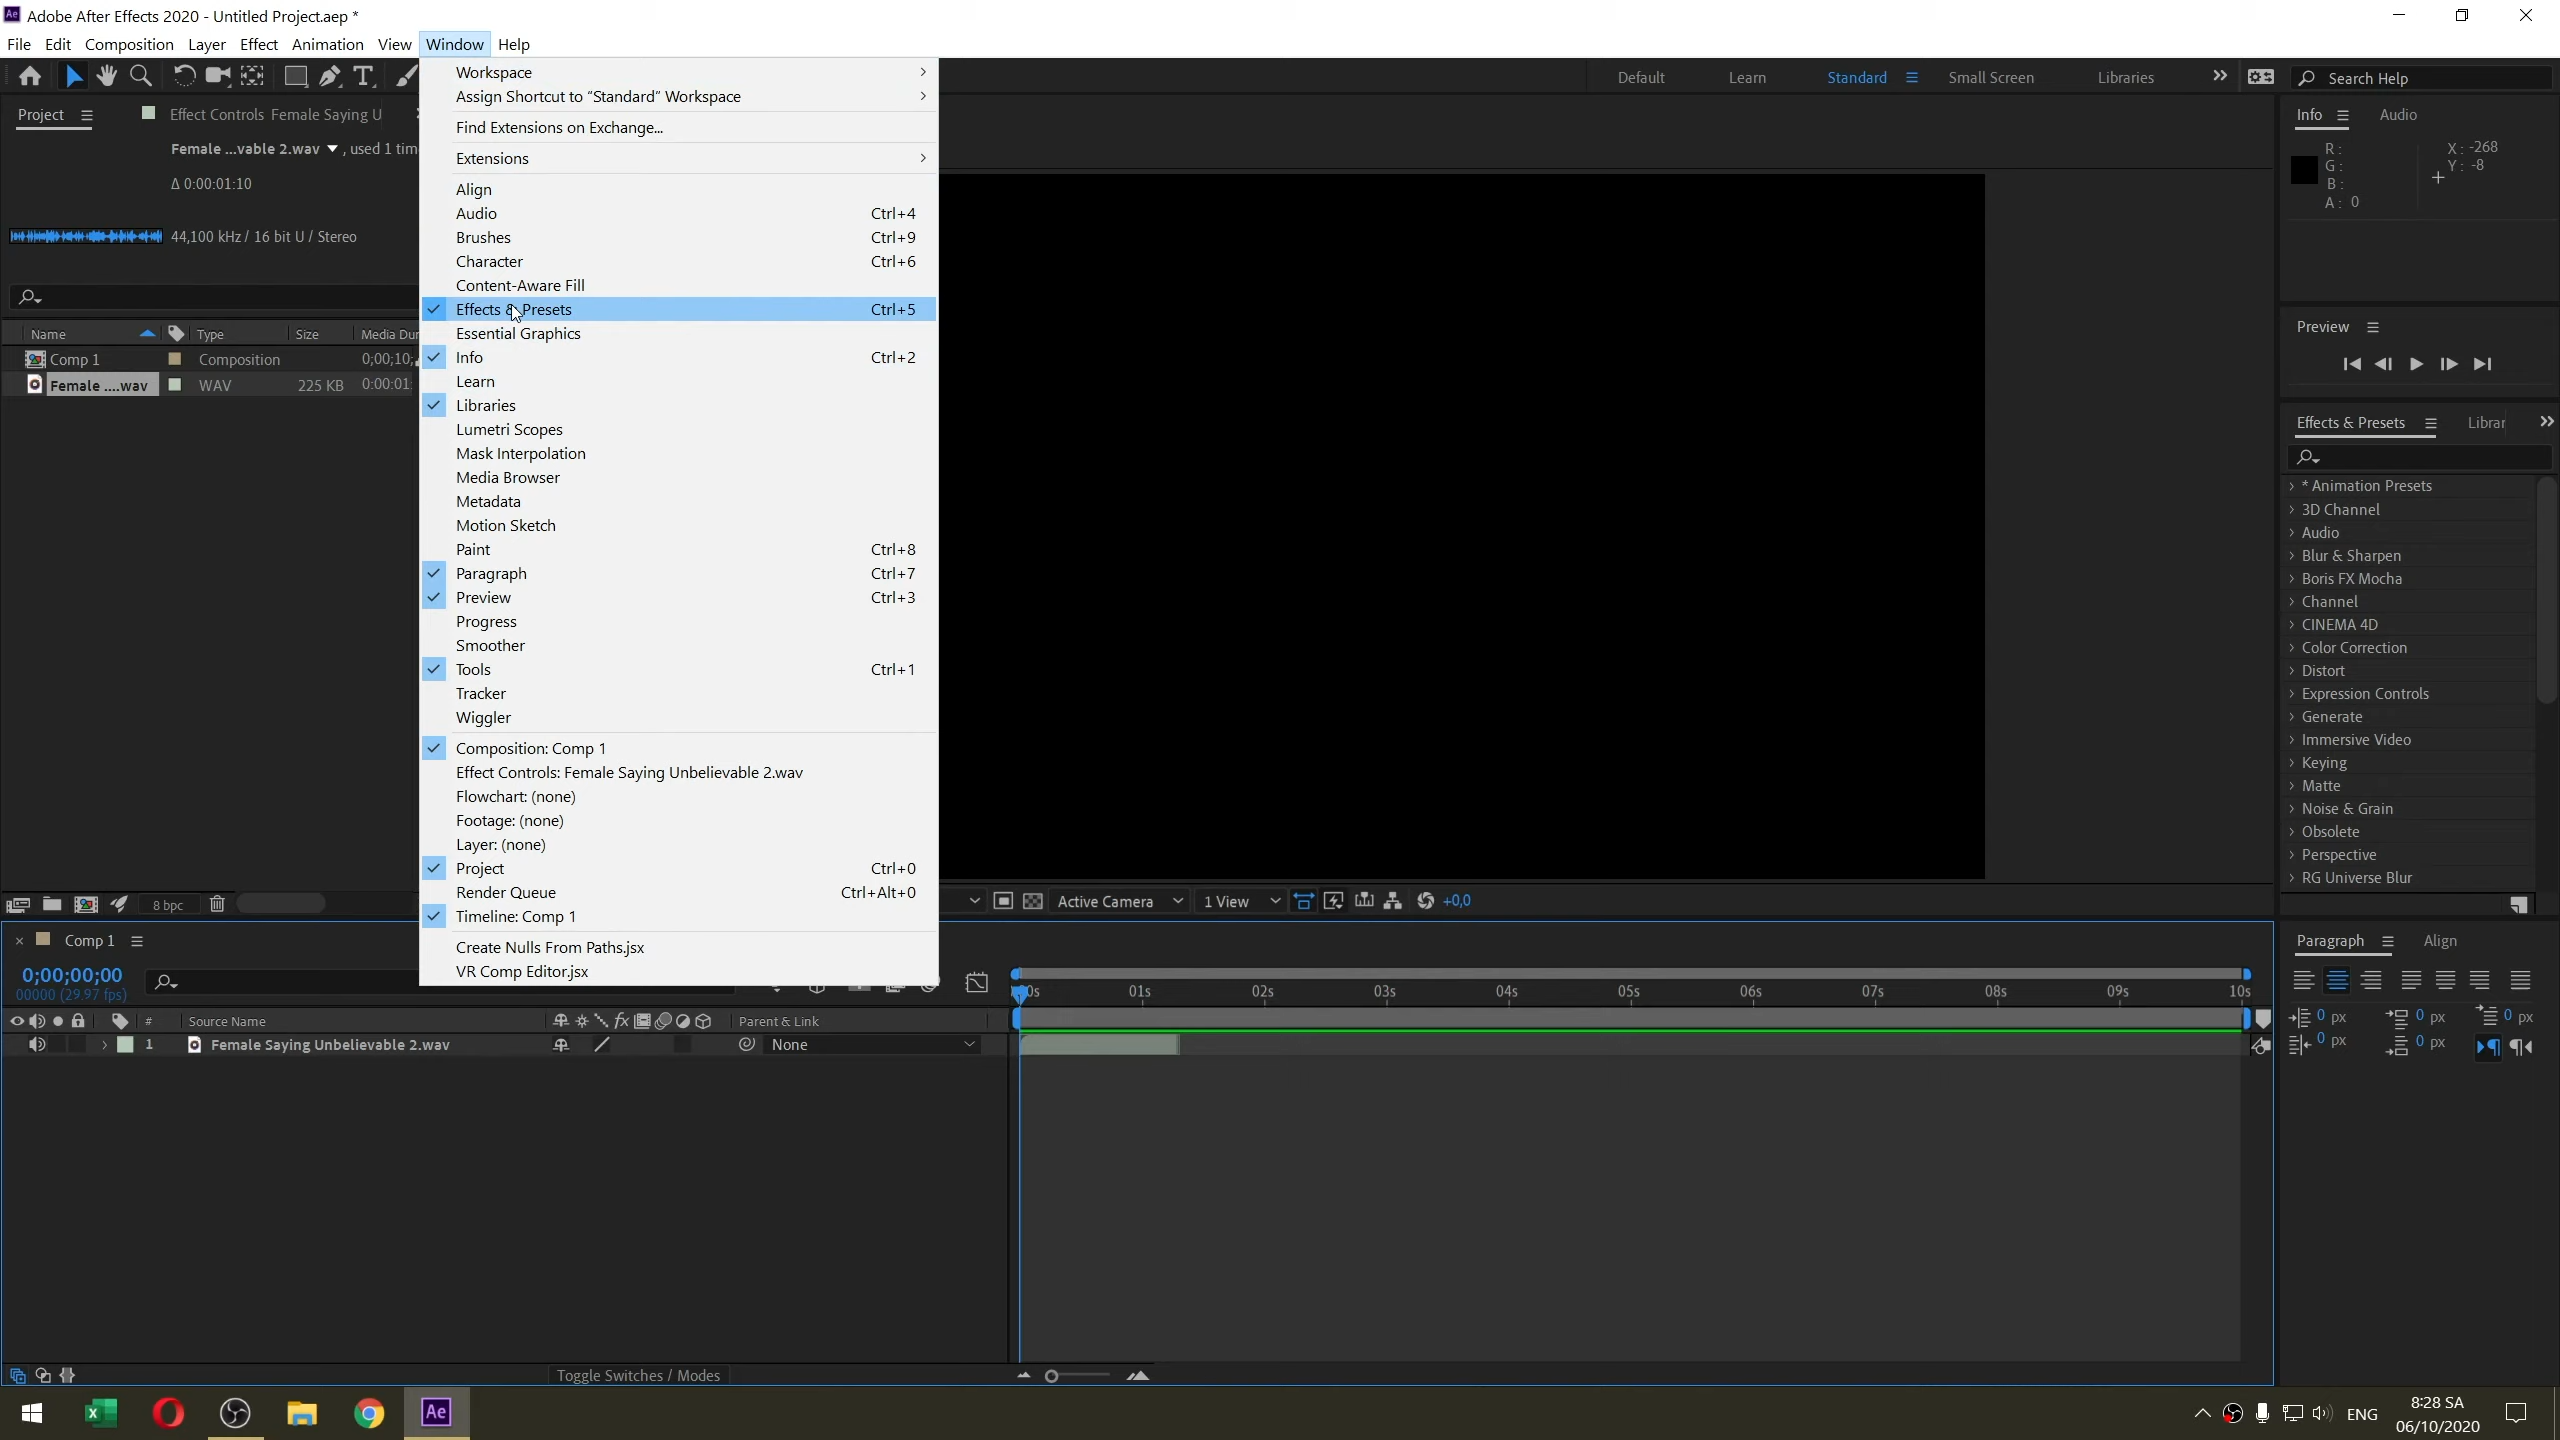 Adobe After Effects 2020 - Untitled Project.aep *
File Edit Composition Layer Effect Animation View Window Help
Default Learn Standard Small Screen Libraries Search Help
Project Effect Controls Female Saying U
Female ...vable 2.wav , used 1 tim
Δ 0:00:01:10
44,100 kHz / 16 bit U / Stereo
Name Type Size Media Dur
Comp 1 Composition 0;00;10;
Female ....wav WAV 225 KB 0:00:01:
8 bpc
Workspace
Assign Shortcut to "Standard" Workspace
Find Extensions on Exchange...
Extensions
Align
Audio Ctrl+4
Brushes Ctrl+9
Character Ctrl+6
Content-Aware Fill
Effects & Presets Ctrl+5
Essential Graphics
Info Ctrl+2
Learn
Libraries
Lumetri Scopes
Mask Interpolation
Media Browser
Metadata
Motion Sketch
Paint Ctrl+8
Paragraph Ctrl+7
Preview Ctrl+3
Progress
Smoother
Tools Ctrl+1
Tracker
Wiggler
Composition: Comp 1
Effect Controls: Female Saying Unbelievable 2.wav
Flowchart: (none)
Footage: (none)
Layer: (none)
Project Ctrl+0
Render Queue Ctrl+Alt+0
Timeline: Comp 1
Create Nulls From Paths.jsx
VR Comp Editor.jsx
Active Camera 1 View +0,0
Info Audio
R :
G :
B :
A : 0
X : -268
Y : -8
Preview
Effects & Presets Librar
* Animation Presets
3D Channel
Audio
Blur & Sharpen
Boris FX Mocha
Channel
CINEMA 4D
Color Correction
Distort
Expression Controls
Generate
Immersive Video
Keying
Matte
Noise & Grain
Obsolete
Perspective
RG Universe Blur
Paragraph Align
0 px 0 px 0 px
0 px 0 px
Comp 1
0;00;00;00
00000 (29.97 fps)
0s 01s 02s 03s 04s 05s 06s 07s 08s 09s 10s
# Source Name fx Parent & Link
1 Female Saying Unbelievable 2.wav None
Toggle Switches / Modes
Ae
ENG
8:28 SA
06/10/2020